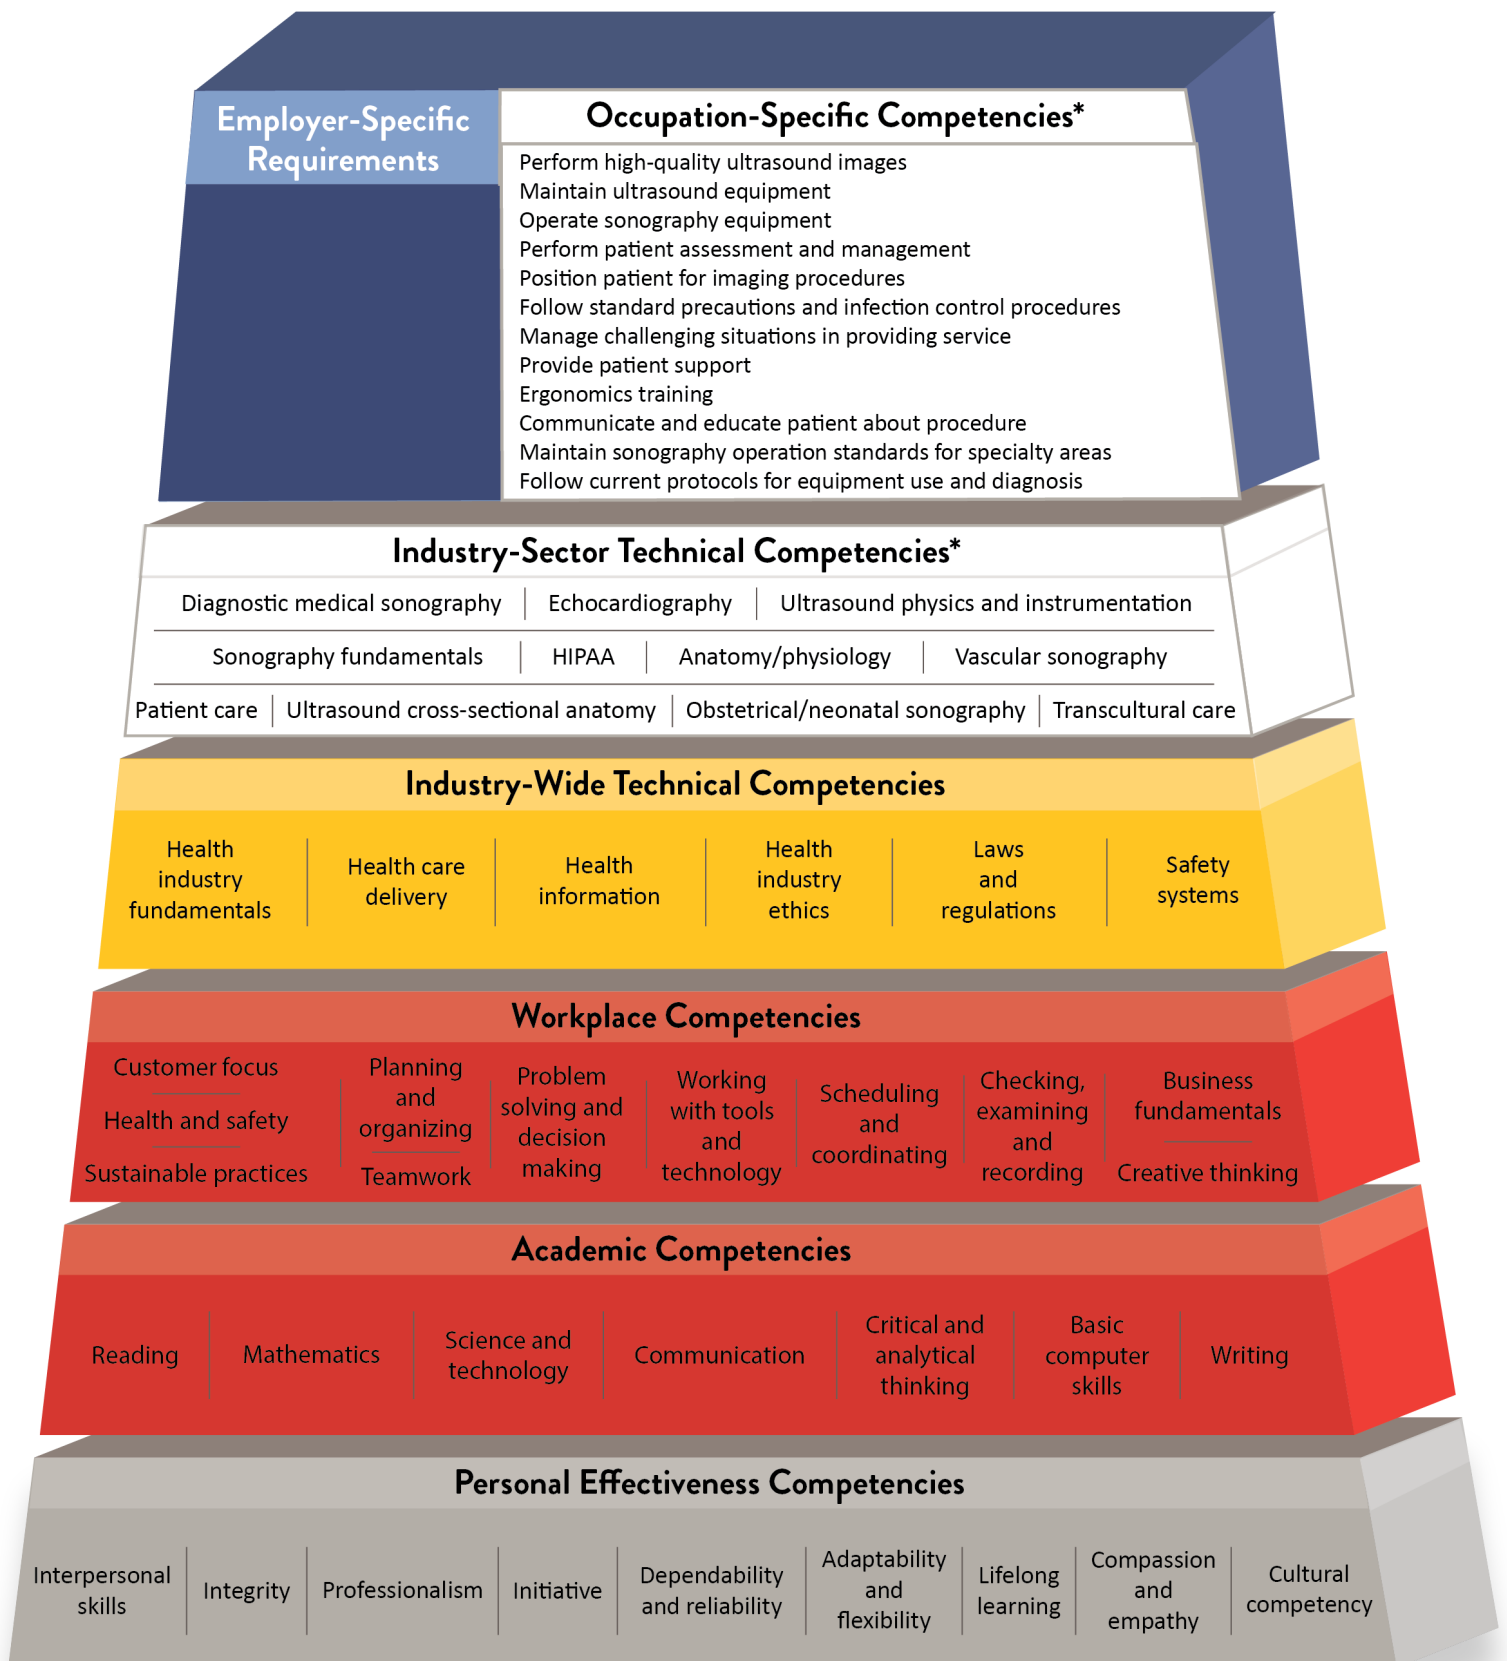 Employer-Specific
Requirements
Occupation-Specific Competencies*
Perform high-quality ultrasound images
Maintain ultrasound equipment
Operate sonography equipment
Perform patient assessment and management
Position patient for imaging procedures
Follow standard precautions and infection control procedures
Manage challenging situations in providing service
Provide patient support
Ergonomics training
Communicate and educate patient about procedure
Maintain sonography operation standards for specialty areas
Follow current protocols for equipment use and diagnosis
Industry-Sector Technical Competencies*
Diagnostic medical sonography
Echocardiography
Ultrasound physics and instrumentation
Sonography fundamentals
HIPAA
Anatomy/physiology
Vascular sonography
Patient care
Ultrasound cross-sectional anatomy
Obstetrical/neonatal sonography
Transcultural care
Industry-Wide Technical Competencies
Health
industry
fundamentals
Health care
delivery
Health
information
Health
industry
ethics
Laws
and
regulations
Safety
systems
Workplace Competencies
Customer focus
Health and safety
Sustainable practices
Planning
and
organizing
Teamwork
Problem
solving and
decision
making
Working
with tools
and
technology
Scheduling
and
coordinating
Checking,
examining
and
recording
Business
fundamentals
Creative thinking
Academic Competencies
Reading
Mathematics
Science and
technology
Communication
Critical and
analytical
thinking
Basic
computer
skills
Writing
Personal Effectiveness Competencies
Interpersonal
skills
Integrity
Professionalism
Initiative
Dependability
and reliability
Adaptability
and
flexibility
Lifelong
learning
Compassion
and
empathy
Cultural
competency